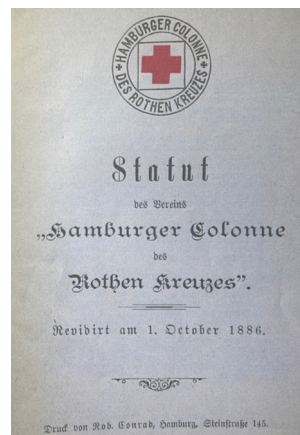 HAMBURGER COLONNE
DES ROTHEN KREUZES
Statut
des Vereins
„Hamburger Colonne
des
Rothen Kreuzes”.
Revidirt am 1. October 1886.
Druck von Rob. Conrad, Hamburg, Steinstraße 145.